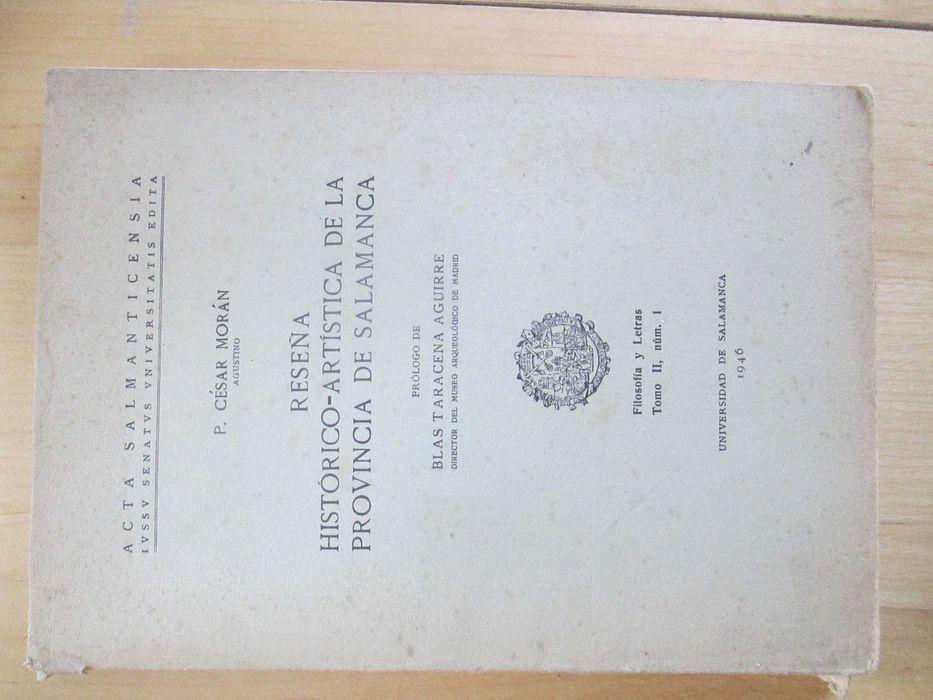 ACTA SALMANTICENSIA
IVSSV SENATVS VNIVERSITATIS EDITA
P. CÉSAR MORÁN
AGUSTINO
RESEÑA
HISTÓRICO-ARTÍSTICA DE LA
PROVINCIA DE SALAMANCA
PRÓLOGO DE
BLAS TARACENA AGUIRRE
DIRECTOR DEL MUSEO ARQUEOLÓGICO DE MADRID
Filosofía y Letras
Tomo II, núm. 1
UNIVERSIDAD DE SALAMANCA
1946